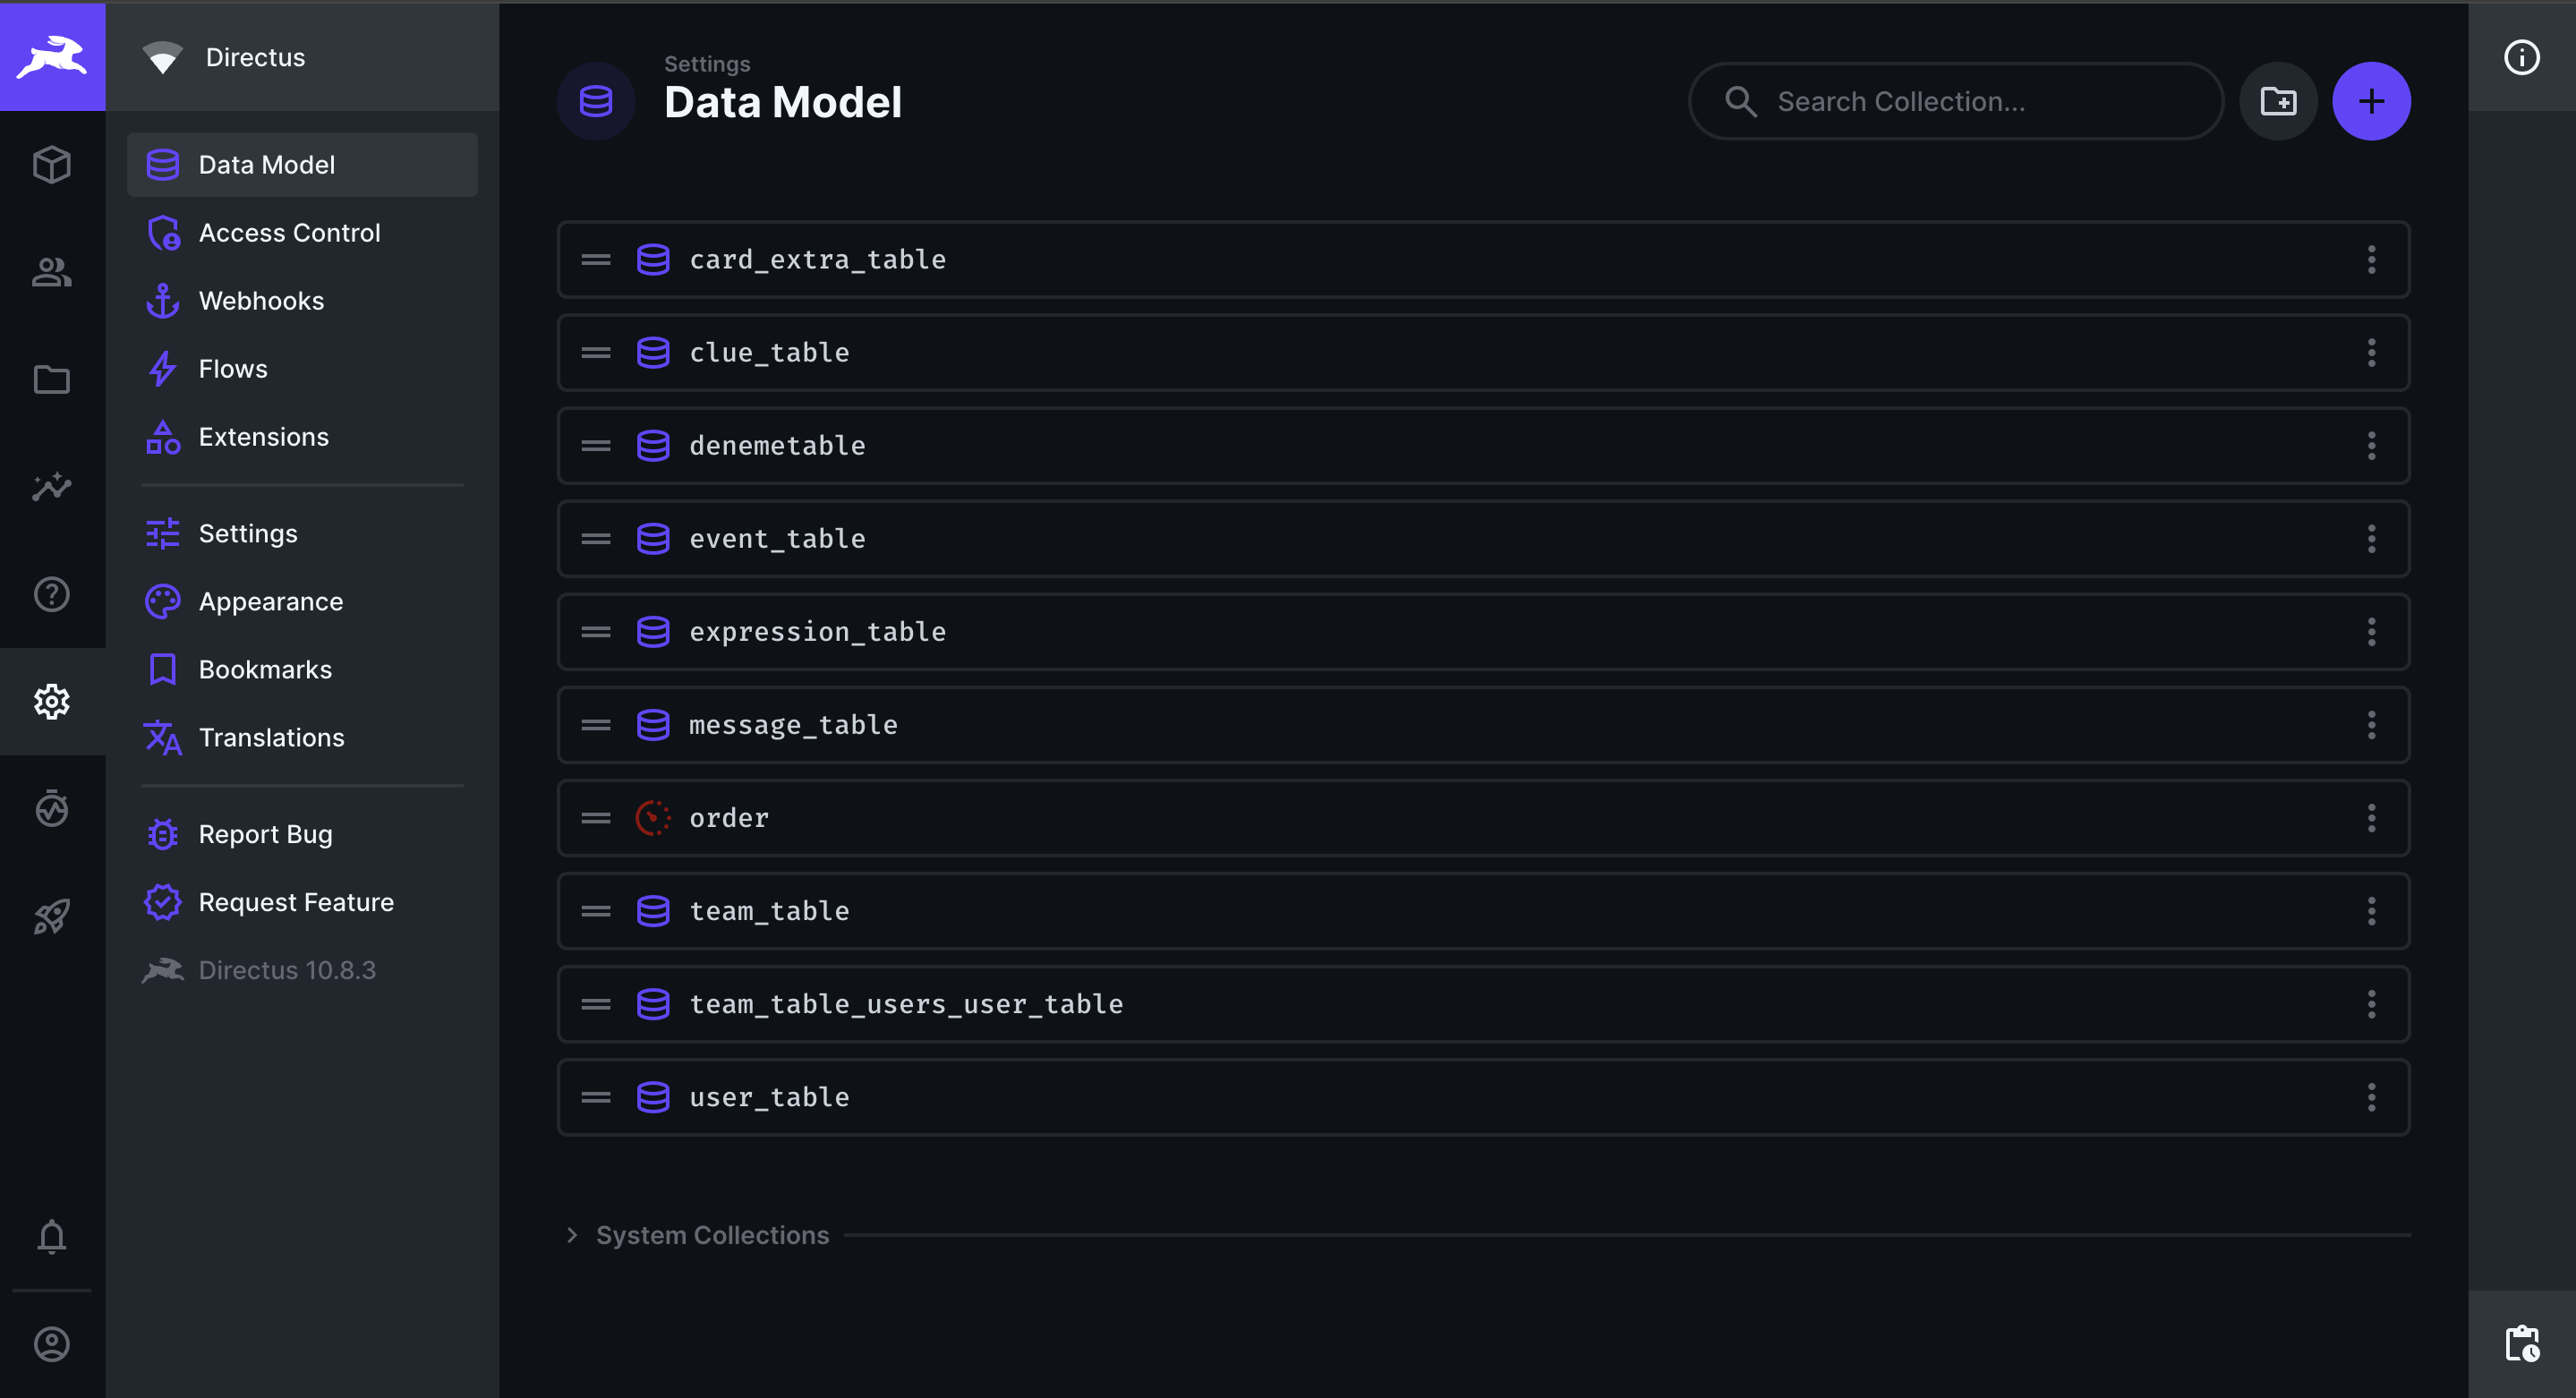 Directus
Data Model
Access Control
Webhooks
Flows
Extensions
Settings
Appearance
Bookmarks
Translations
Report Bug
Request Feature
Directus 10.8.3
Settings
Data Model
Search Collection...
card_extra_table
clue_table
denemetable
event_table
expression_table
message_table
order
team_table
team_table_users_user_table
user_table
System Collections